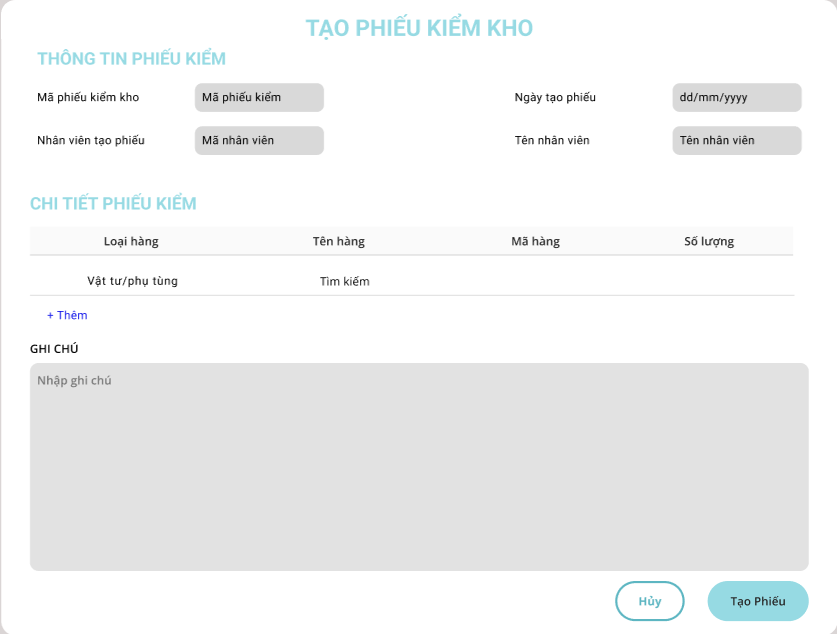 TẠO PHIẾU KIỂM KHO
THÔNG TIN PHIẾU KIỂM
Mã phiếu kiểm kho Mã phiếu kiểm Ngày tạo phiếu dd/mm/yyyy
Nhân viên tạo phiếu Mã nhân viên Tên nhân viên Tên nhân viên
CHI TIẾT PHIẾU KIỂM
Loại hàng Tên hàng Mã hàng Số lượng
Vật tư/phụ tùng Tìm kiếm
+ Thêm
GHI CHÚ
Nhập ghi chú
Hủy Tạo Phiếu